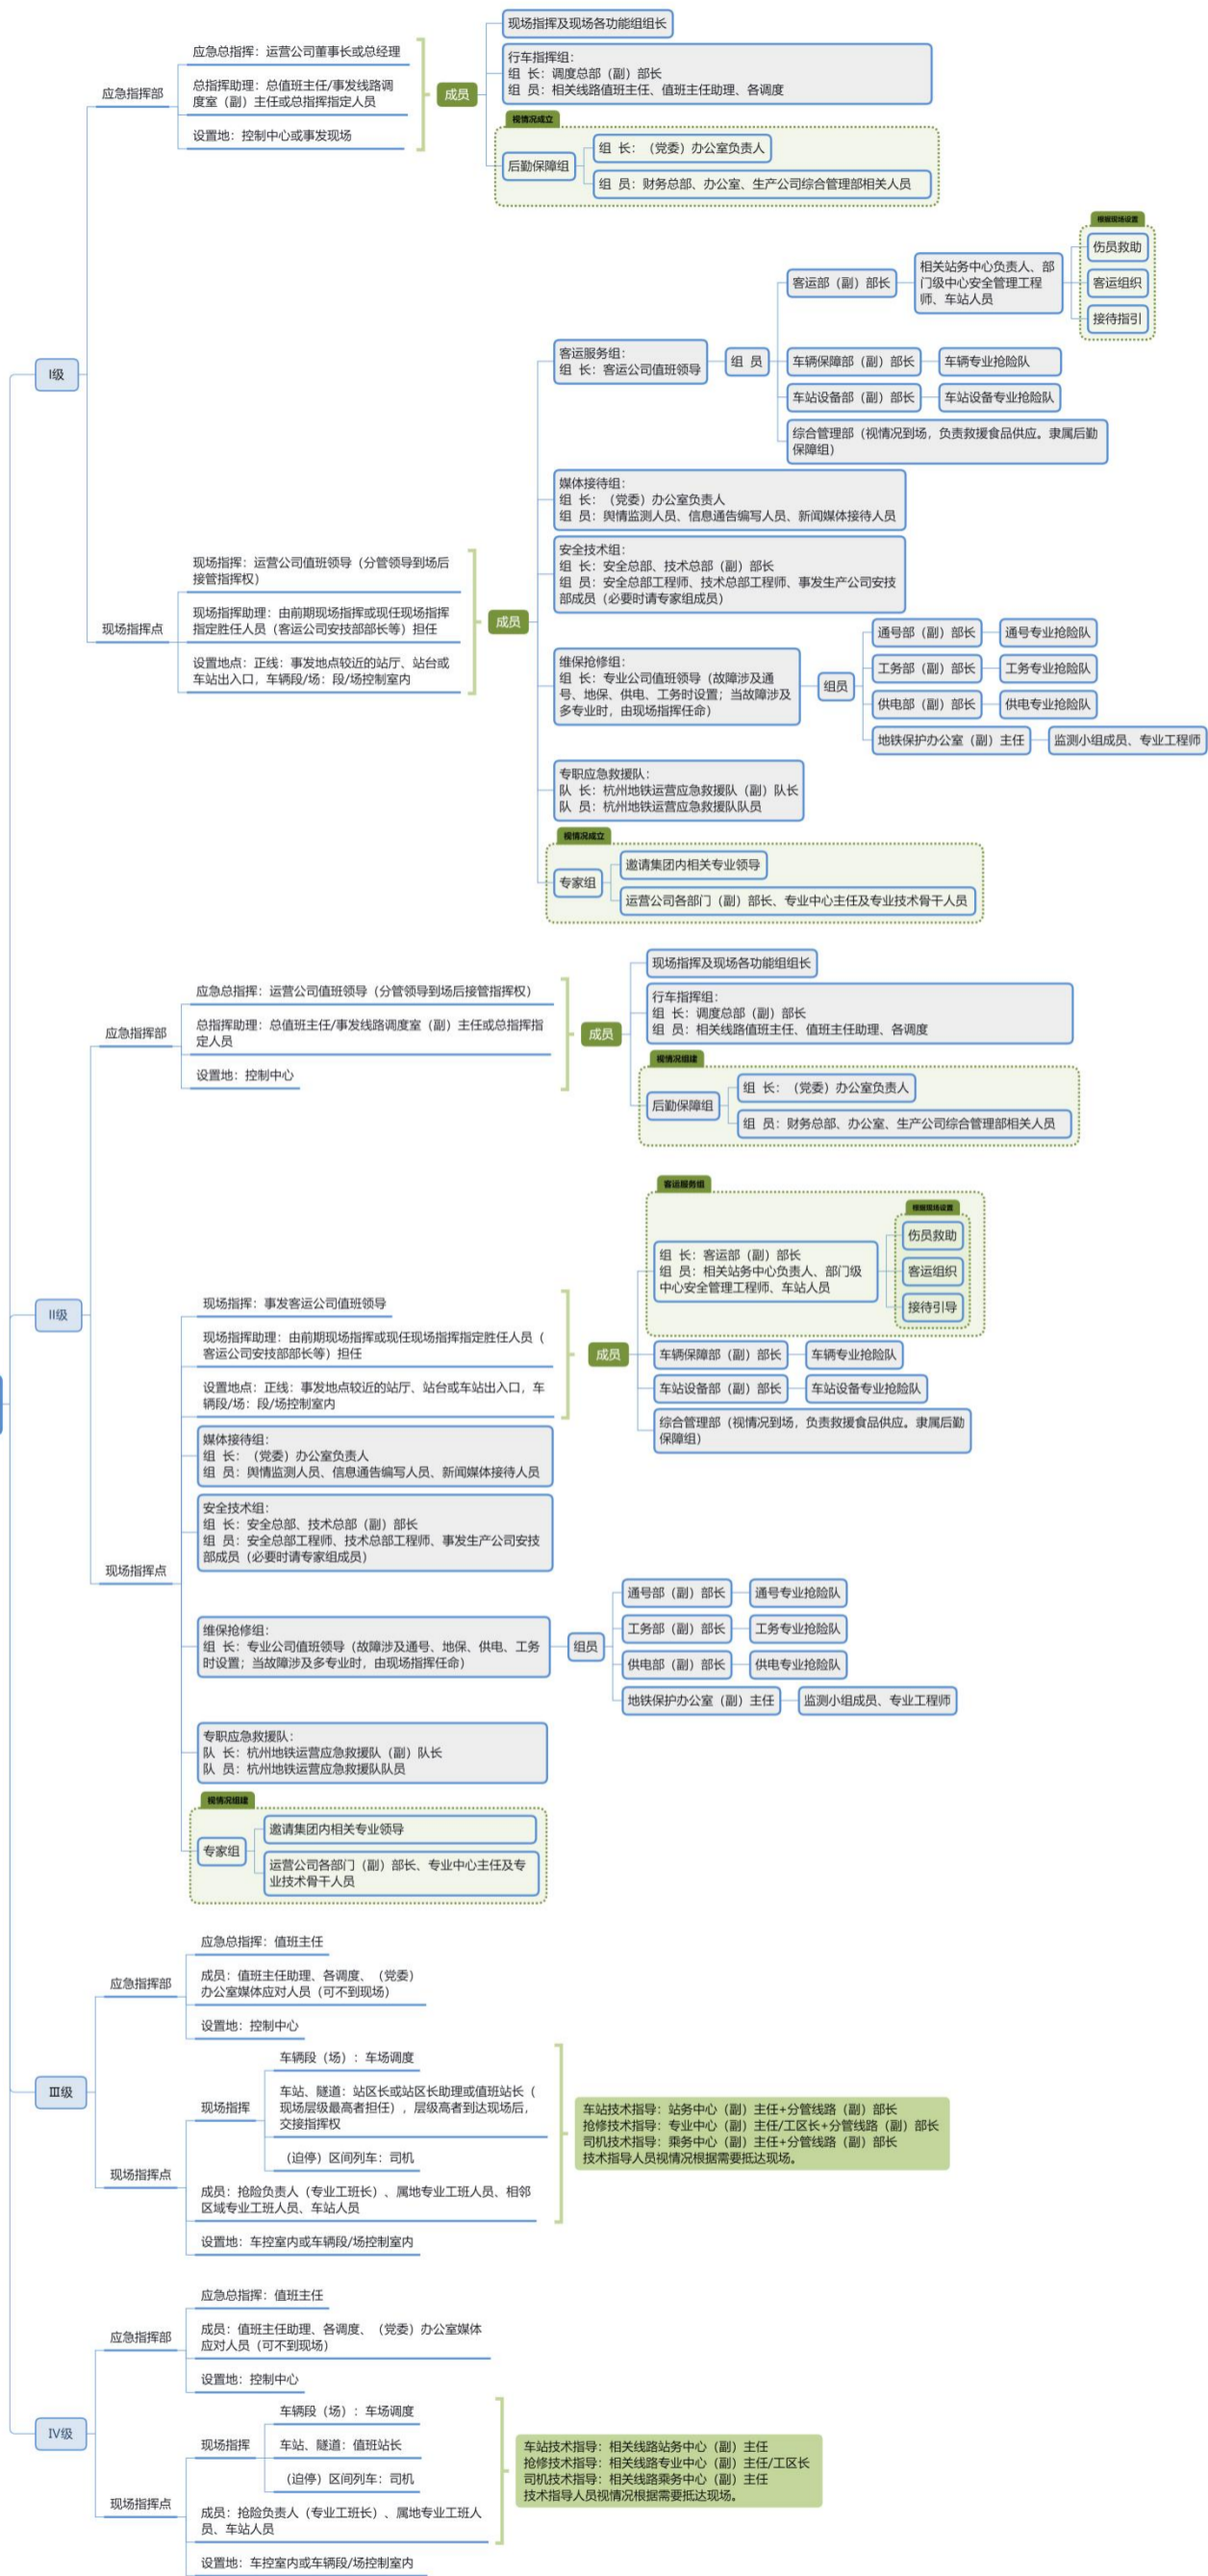 I级
应急指挥部
应急总指挥：运营公司董事长或总经理
总指挥助理：总值班主任/事发线路调
度室（副）主任或总指挥指定人员
设置地：控制中心或事发现场
成员
现场指挥及现场各功能组组长
行车指挥组：
组 长：调度总部（副）部长
组 员：相关线路值班主任、值班主任助理、各调度
视情况成立
后勤保障组
组 长：（党委）办公室负责人
组 员：财务总部、办公室、生产公司综合管理部相关人员
现场指挥点
现场指挥：运营公司值班领导（分管领导到场后
接管指挥权）
现场指挥助理：由前期现场指挥或现任现场指挥
指定胜任人员（客运公司安技部部长等）担任
设置地点：正线：事发地点较近的站厅、站台或
车站出入口，车辆段/场：段/场控制室内
成员
客运服务组：
组 长：客运公司值班领导
组 员
客运部（副）部长
相关站务中心负责人、部
门级中心安全管理工程
师、车站人员
根据现场设置
伤员救助
客运组织
接待指引
车辆保障部（副）部长
车辆专业抢险队
车站设备部（副）部长
车站设备专业抢险队
综合管理部（视情况到场，负责救援食品供应。隶属后勤
保障组）
媒体接待组：
组 长：（党委）办公室负责人
组 员：舆情监测人员、信息通告编写人员、新闻媒体接待人员
安全技术组：
组 长：安全总部、技术总部（副）部长
组 员：安全总部工程师、技术总部工程师、事发生产公司安技
部成员（必要时请专家组成员）
维保抢修组：
组 长：专业公司值班领导（故障涉及通
号、地保、供电、工务时设置；当故障涉及
多专业时，由现场指挥任命）
组员
通号部（副）部长
通号专业抢险队
工务部（副）部长
工务专业抢险队
供电部（副）部长
供电专业抢险队
地铁保护办公室（副）主任
监测小组成员、专业工程师
专职应急救援队：
队 长：杭州地铁运营应急救援队（副）队长
队 员：杭州地铁运营应急救援队队员
视情况成立
专家组
邀请集团内相关专业领导
运营公司各部门（副）部长、专业中心主任及专业技术骨干人员
II级
应急指挥部
应急总指挥：运营公司值班领导（分管领导到场后接管指挥权）
总指挥助理：总值班主任/事发线路调度室（副）主任或总指挥指
定人员
设置地：控制中心
成员
现场指挥及现场各功能组组长
行车指挥组：
组 长：调度总部（副）部长
组 员：相关线路值班主任、值班主任助理、各调度
视情况组建
后勤保障组
组 长：（党委）办公室负责人
组 员：财务总部、办公室、生产公司综合管理部相关人员
现场指挥点
现场指挥：事发客运公司值班领导
现场指挥助理：由前期现场指挥或现任现场指挥指定胜任人员（
客运公司安技部部长等）担任
设置地点：正线：事发地点较近的站厅、站台或车站出入口，车
辆段/场：段/场控制室内
成员
客运服务组
组 长：客运部（副）部长
组 员：相关站务中心负责人、部门级
中心安全管理工程师、车站人员
根据现场设置
伤员救助
客运组织
接待引导
车辆保障部（副）部长
车辆专业抢险队
车站设备部（副）部长
车站设备专业抢险队
综合管理部（视情况到场，负责救援食品供应。隶属后勤
保障组）
媒体接待组：
组 长：（党委）办公室负责人
组 员：舆情监测人员、信息通告编写人员、新闻媒体接待人员
安全技术组：
组 长：安全总部、技术总部（副）部长
组 员：安全总部工程师、技术总部工程师、事发生产公司安技
部成员（必要时请专家组成员）
维保抢修组：
组 长：专业公司值班领导（故障涉及通号、地保、供电、工务
时设置；当故障涉及多专业时，由现场指挥任命）
组员
通号部（副）部长
通号专业抢险队
工务部（副）部长
工务专业抢险队
供电部（副）部长
供电专业抢险队
地铁保护办公室（副）主任
监测小组成员、专业工程师
专职应急救援队：
队 长：杭州地铁运营应急救援队（副）队长
队 员：杭州地铁运营应急救援队队员
视情况组建
专家组
邀请集团内相关专业领导
运营公司各部门（副）部长、专业中心主任及专
业技术骨干人员
III级
应急指挥部
应急总指挥：值班主任
成员：值班主任助理、各调度、（党委）
办公室媒体应对人员（可不到现场）
设置地：控制中心
现场指挥点
现场指挥
车辆段（场）：车场调度
车站、隧道：站区长或站区长助理或值班站长（
现场层级最高者担任），层级高者到达现场后，
交接指挥权
（迫停）区间列车：司机
成员：抢险负责人（专业工班长）、属地专业工班人员、相邻
区域专业工班人员、车站人员
设置地：车控室内或车辆段/场控制室内
车站技术指导：站务中心（副）主任+分管线路（副）部长
抢修技术指导：专业中心（副）主任/工区长+分管线路（副）部长
司机技术指导：乘务中心（副）主任+分管线路（副）部长
技术指导人员视情况根据需要抵达现场。
IV级
应急指挥部
应急总指挥：值班主任
成员：值班主任助理、各调度、（党委）办公室媒体
应对人员（可不到现场）
设置地：控制中心
现场指挥点
现场指挥
车辆段（场）：车场调度
车站、隧道：值班站长
（迫停）区间列车：司机
成员：抢险负责人（专业工班长）、属地专业工班人
员、车站人员
设置地：车控室内或车辆段/场控制室内
车站技术指导：相关线路站务中心（副）主任
抢修技术指导：相关线路专业中心（副）主任/工区长
司机技术指导：相关线路乘务中心（副）主任
技术指导人员视情况根据需要抵达现场。